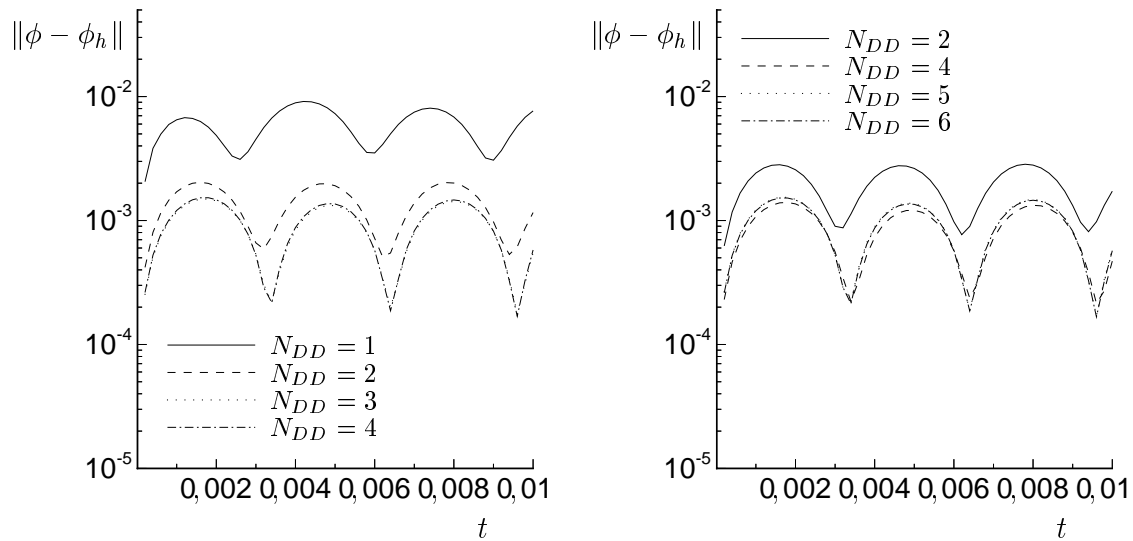 ‖ϕ − ϕₕ‖
10⁻²
10⁻³
10⁻⁴
10⁻⁵
N_DD = 1
N_DD = 2
N_DD = 3
N_DD = 4
0,002 0,004 0,006 0,008 0,01
t
‖ϕ − ϕₕ‖
N_DD = 2
N_DD = 4
N_DD = 5
N_DD = 6
10⁻²
10⁻³
10⁻⁴
10⁻⁵
0,002 0,004 0,006 0,008 0,01
t